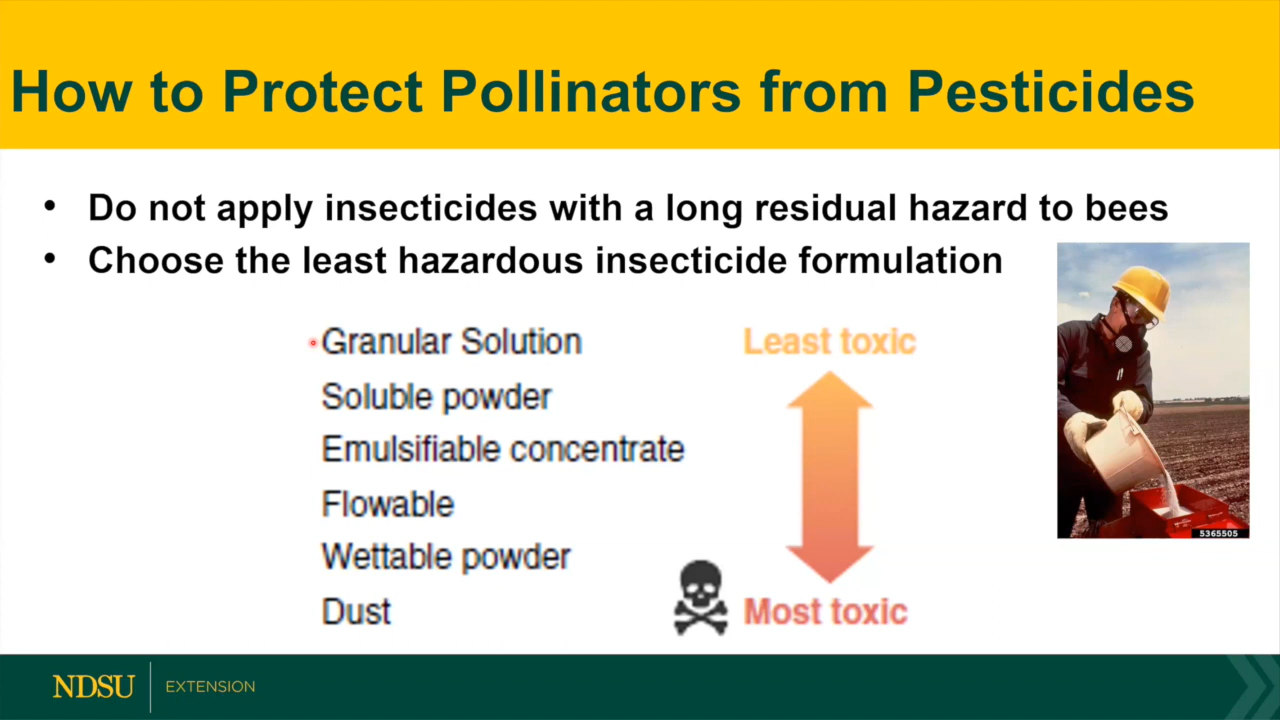 How to Protect Pollinators from Pesticides
• Do not apply insecticides with a long residual hazard to bees
• Choose the least hazardous insecticide formulation
Granular Solution
Least toxic
Soluble powder
Emulsifiable concentrate
Flowable
Wettable powder
Dust
Most toxic
5365505
NDSU
EXTENSION